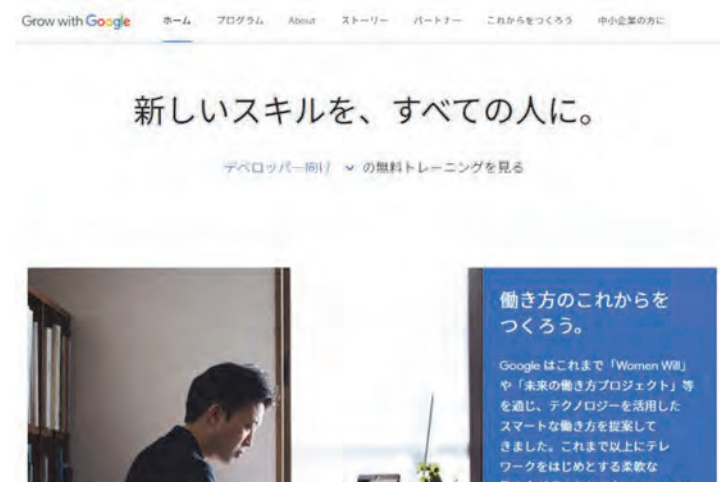 Grow with Google ホーム プログラム About ストーリー パートナー これからをつくろう 中小企業の方に
新しいスキルを、すべての人に。
デベロッパー向け の無料トレーニングを見る
働き方のこれからを
つくろう。
Google はこれまで「Women Will」
や「未来の働き方プロジェクト」等
を通じ、テクノロジーを活用した
スマートな働き方を提案して
きました。これまで以上にテレ
ワークをはじめとする柔軟な